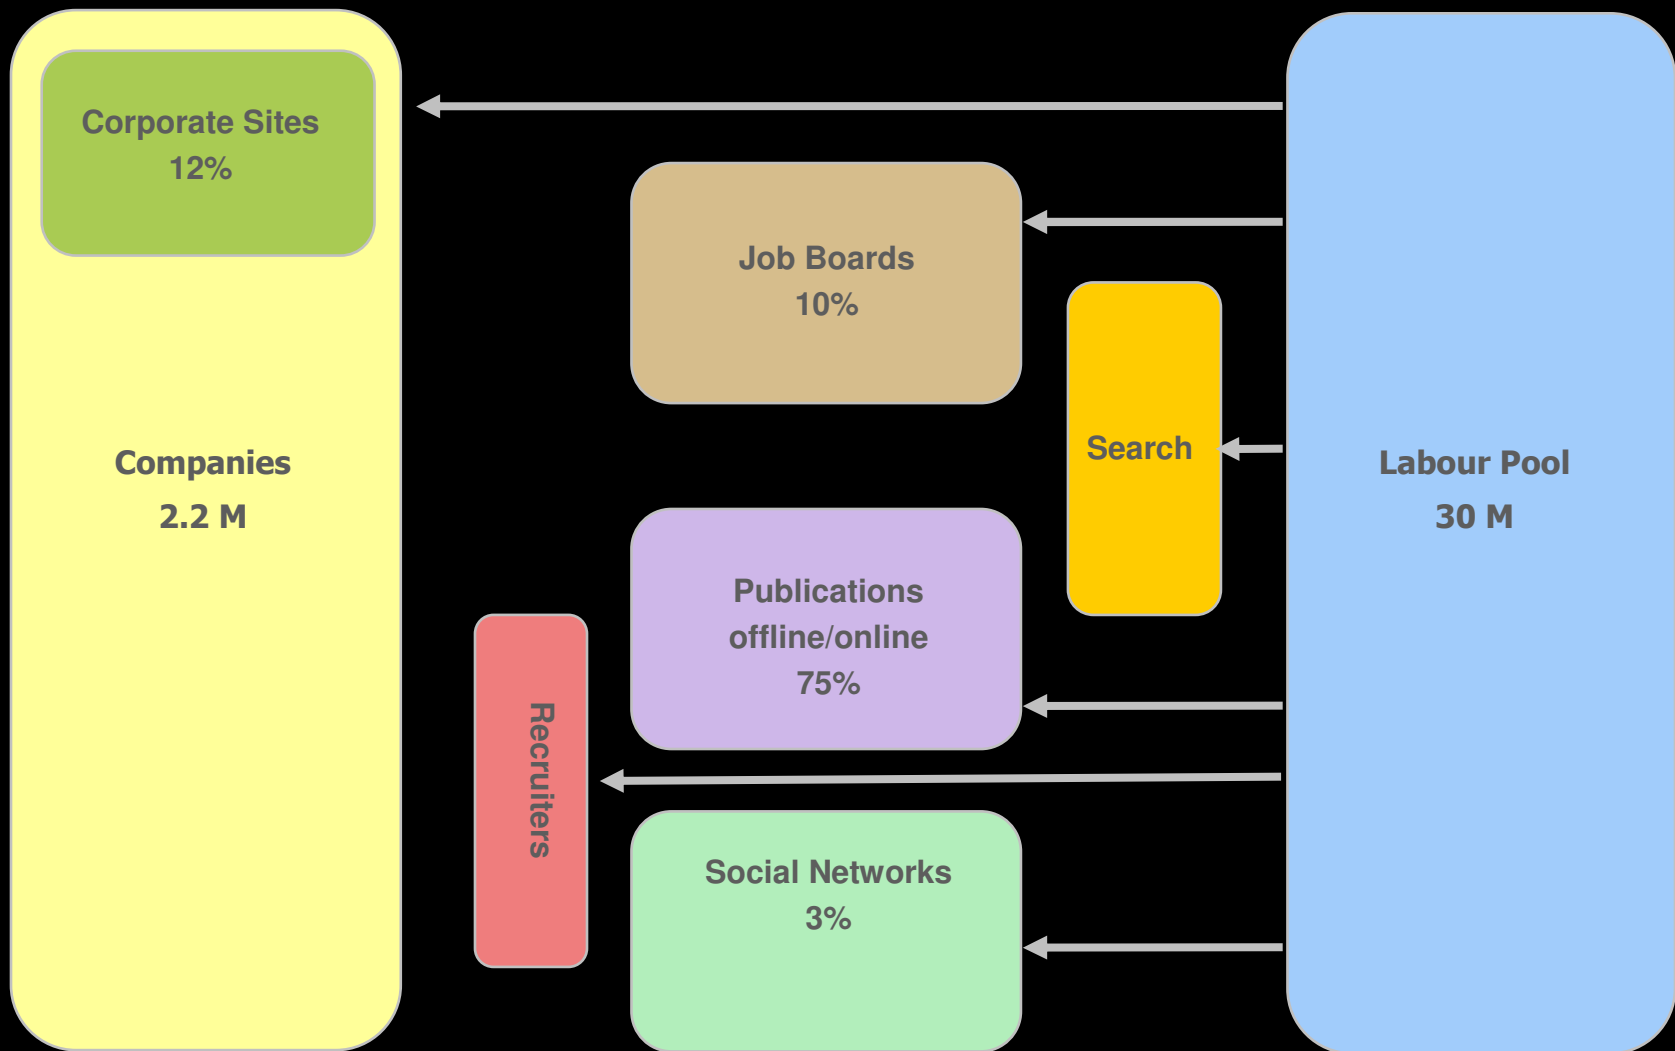 Corporate Sites
12%
Companies
2.2 M
Job Boards
10%
Search
Publications
offline/online
75%
Recruiters
Social Networks
3%
Labour Pool
30 M